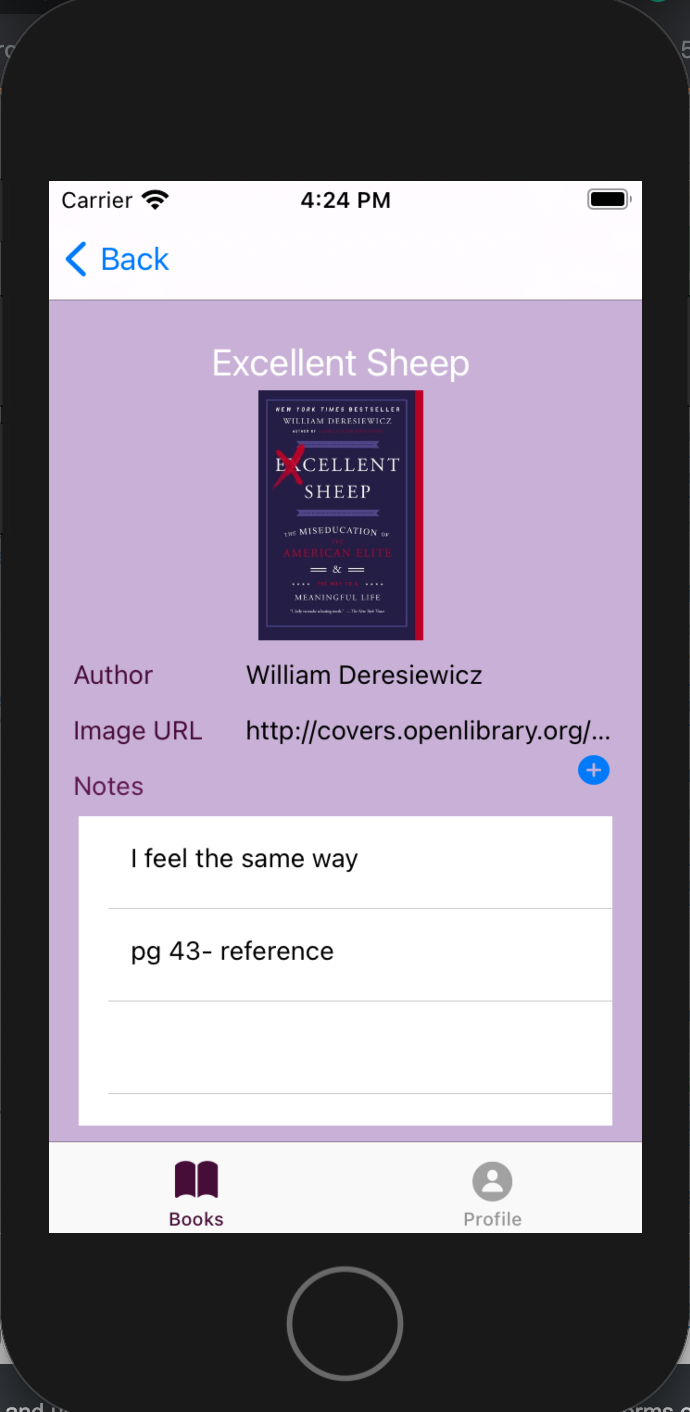 Carrier 4:24 PM
Back
Excellent Sheep
NEW YORK TIMES BESTSELLER
WILLIAM DERESIEWICZ
AUTHOR OF
EXCELLENT
SHEEP
THE MISEDUCATION OF
THE
AMERICAN ELITE
&
THE WAY TO A
MEANINGFUL LIFE
Author William Deresiewicz
Image URL http://covers.openlibrary.org/...
Notes
+
I feel the same way
pg 43- reference
Books Profile
and